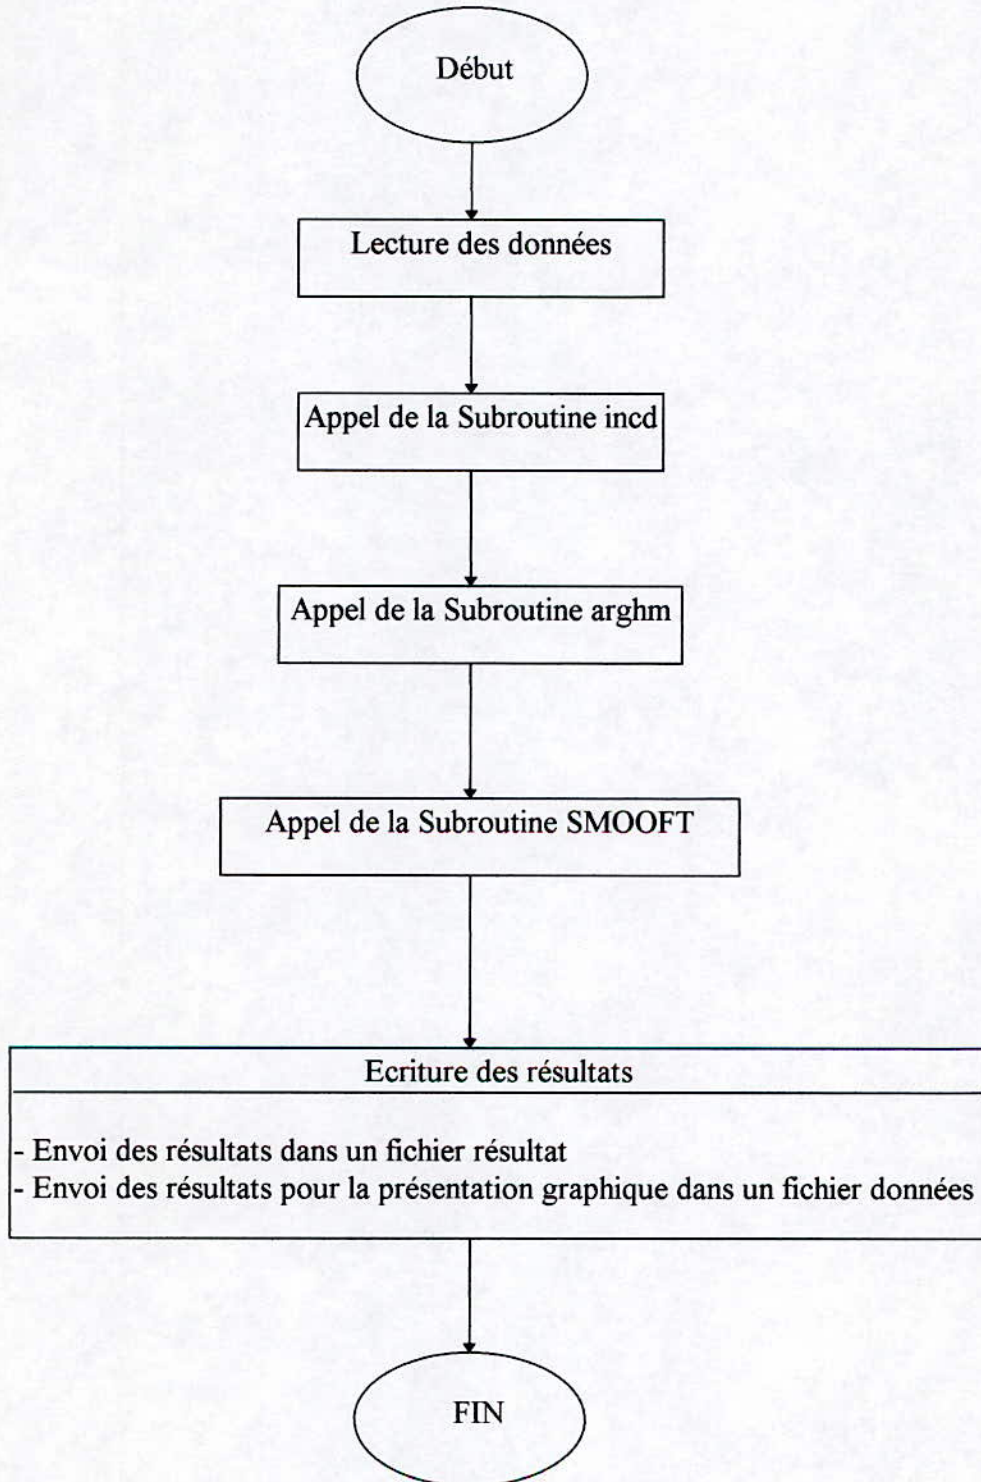 Début
Lecture des données
Appel de la Subroutine incd
Appel de la Subroutine arghm
Appel de la Subroutine SMOOFT
Ecriture des résultats
- Envoi des résultats dans un fichier résultat
- Envoi des résultats pour la présentation graphique dans un fichier données
FIN